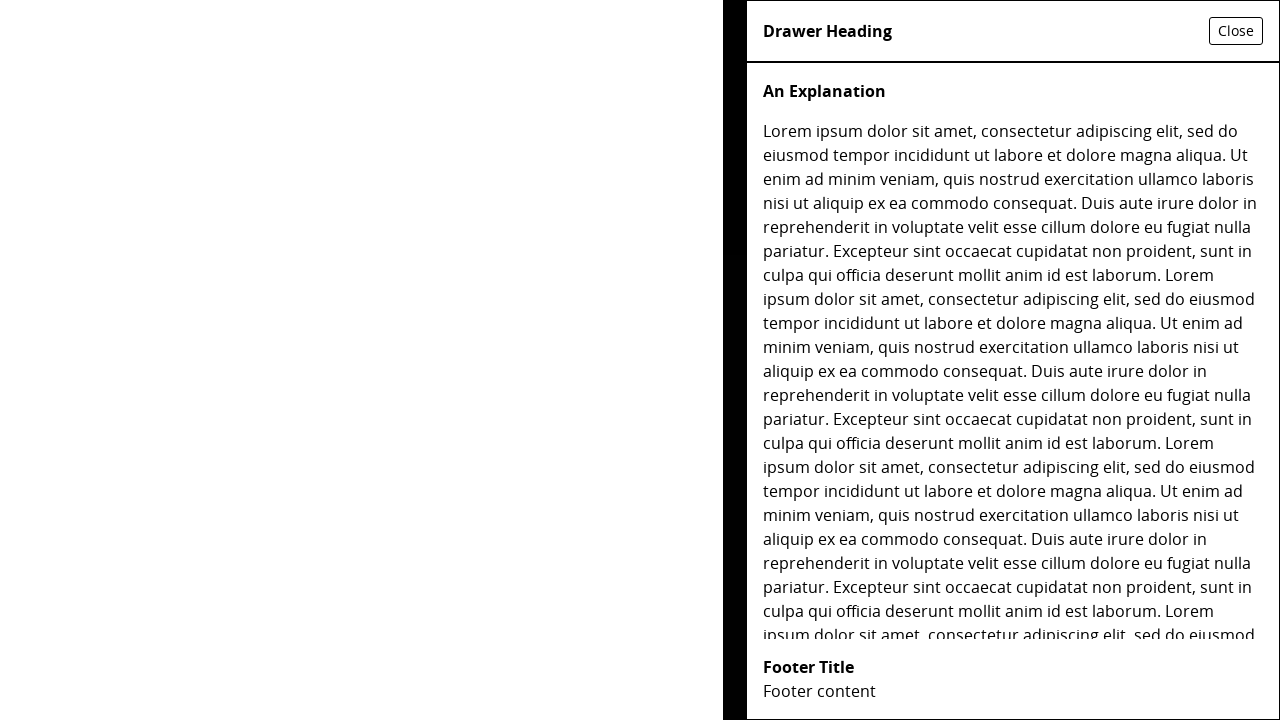 Drawer Heading
Close
An Explanation
Lorem ipsum dolor sit amet, consectetur adipiscing elit, sed do
eiusmod tempor incididunt ut labore et dolore magna aliqua. Ut
enim ad minim veniam, quis nostrud exercitation ullamco laboris
nisi ut aliquip ex ea commodo consequat. Duis aute irure dolor in
reprehenderit in voluptate velit esse cillum dolore eu fugiat nulla
pariatur. Excepteur sint occaecat cupidatat non proident, sunt in
culpa qui officia deserunt mollit anim id est laborum. Lorem
ipsum dolor sit amet, consectetur adipiscing elit, sed do eiusmod
tempor incididunt ut labore et dolore magna aliqua. Ut enim ad
minim veniam, quis nostrud exercitation ullamco laboris nisi ut
aliquip ex ea commodo consequat. Duis aute irure dolor in
reprehenderit in voluptate velit esse cillum dolore eu fugiat nulla
pariatur. Excepteur sint occaecat cupidatat non proident, sunt in
culpa qui officia deserunt mollit anim id est laborum. Lorem
ipsum dolor sit amet, consectetur adipiscing elit, sed do eiusmod
tempor incididunt ut labore et dolore magna aliqua. Ut enim ad
minim veniam, quis nostrud exercitation ullamco laboris nisi ut
aliquip ex ea commodo consequat. Duis aute irure dolor in
reprehenderit in voluptate velit esse cillum dolore eu fugiat nulla
pariatur. Excepteur sint occaecat cupidatat non proident, sunt in
culpa qui officia deserunt mollit anim id est laborum. Lorem
ipsum dolor sit amet, consectetur adipiscing elit, sed do eiusmod
Footer Title
Footer content